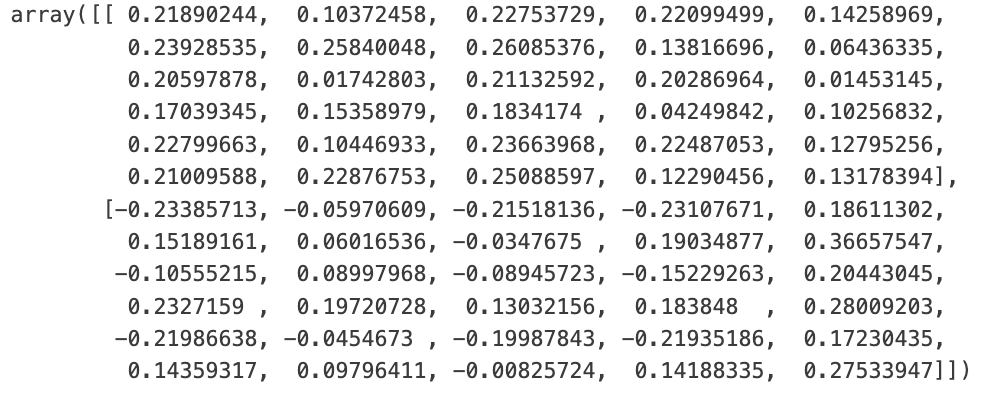 array([[ 0.21890244,  0.10372458,  0.22753729,  0.22099499,  0.14258969,
         0.23928535,  0.25840048,  0.26085376,  0.13816696,  0.06436335,
         0.20597878,  0.01742803,  0.21132592,  0.20286964,  0.01453145,
         0.17039345,  0.15358979,  0.1834174 ,  0.04249842,  0.10256832,
         0.22799663,  0.10446933,  0.23663968,  0.22487053,  0.12795256,
         0.21009588,  0.22876753,  0.25088597,  0.12290456,  0.13178394],
       [-0.23385713, -0.05970609, -0.21518136, -0.23107671,  0.18611302,
         0.15189161,  0.06016536, -0.0347675 ,  0.19034877,  0.36657547,
        -0.10555215,  0.08997968, -0.08945723, -0.15229263,  0.20443045,
         0.2327159 ,  0.19720728,  0.13032156,  0.183848  ,  0.28009203,
        -0.21986638, -0.0454673 , -0.19987843, -0.21935186,  0.17230435,
         0.14359317,  0.09796411, -0.00825724,  0.14188335,  0.27533947]])